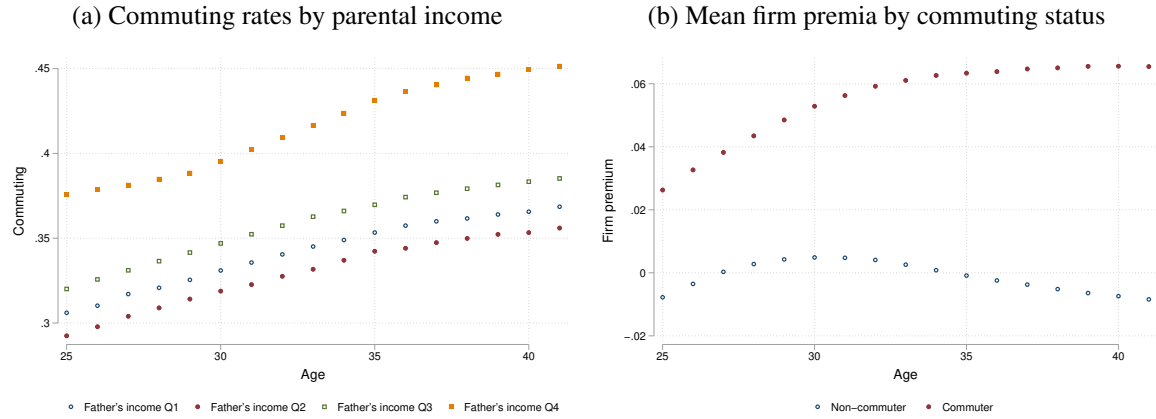 (a) Commuting rates by parental income
.45
.4
.35
.3
Commuting
25
30
35
40
Age
Father's income Q1
Father's income Q2
Father's income Q3
Father's income Q4
(b) Mean firm premia by commuting status
.06
.04
.02
0
-.02
Firm premium
25
30
35
40
Age
Non-commuter
Commuter